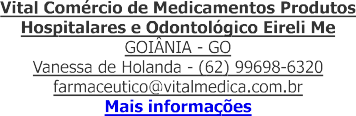 Vital Comércio de Medicamentos Produtos
Hospitalares e Odontológico Eireli Me
GOIÂNIA - GO
Vanessa de Holanda - (62) 99698-6320
farmaceutico@vitalmedica.com.br
Mais informações